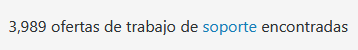 3,989 ofertas de trabajo de soporte encontradas